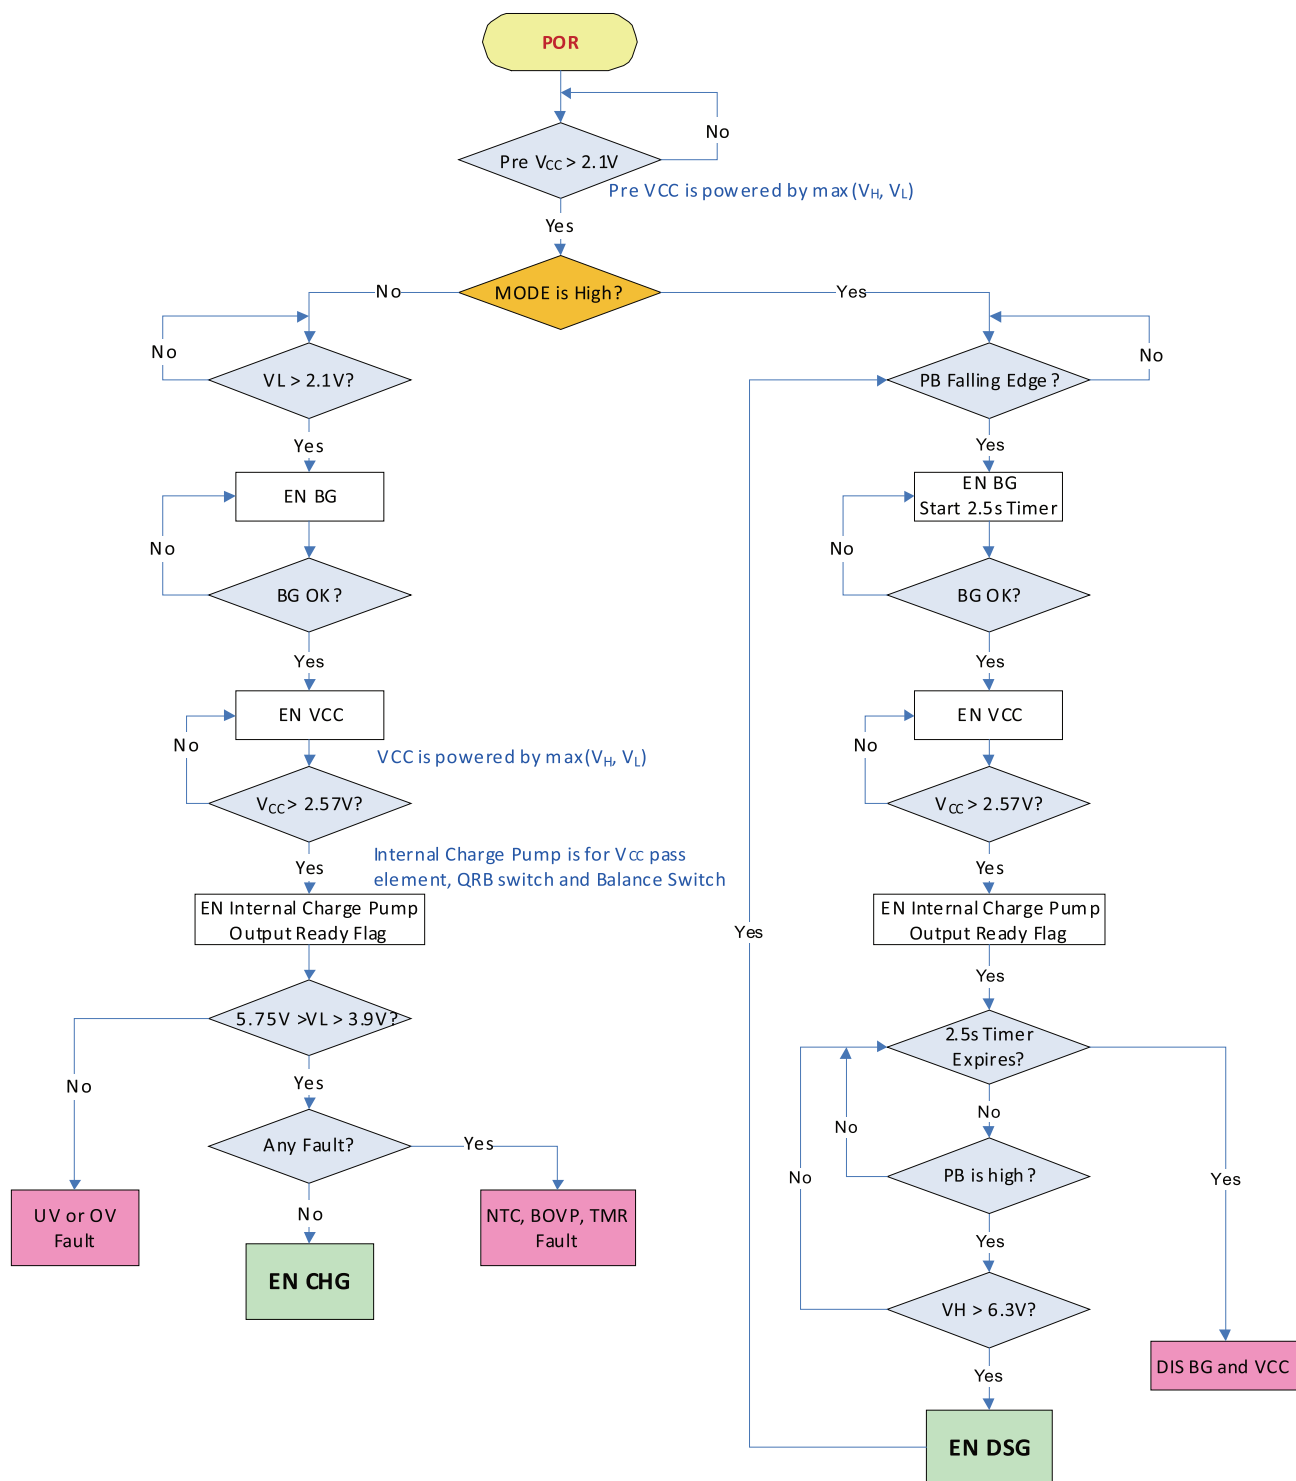 POR
No
Pre VCC > 2.1V
Pre VCC is powered by max(VH, VL)
Yes
No
MODE is High?
Yes
No
VL > 2.1V?
PB Falling Edge ?
No
Yes
Yes
EN BG
EN BG
Start 2.5s Timer
No
No
BG OK?
BG OK?
Yes
Yes
EN VCC
EN VCC
No
VCC is powered by max(VH, VL)
No
VCC > 2.57V?
VCC > 2.57V?
Yes
Internal Charge Pump is for VCC pass
element, QRB switch and Balance Switch
Yes
EN Internal Charge Pump
Output Ready Flag
Yes
EN Internal Charge Pump
Output Ready Flag
Yes
5.75V >VL > 3.9V?
2.5s Timer
Expires?
No
Yes
No
No
Any Fault?
Yes
No
PB is high?
Yes
UV or OV
Fault
No
NTC, BOVP, TMR
Fault
Yes
EN CHG
VH > 6.3V?
DIS BG and VCC
Yes
EN DSG